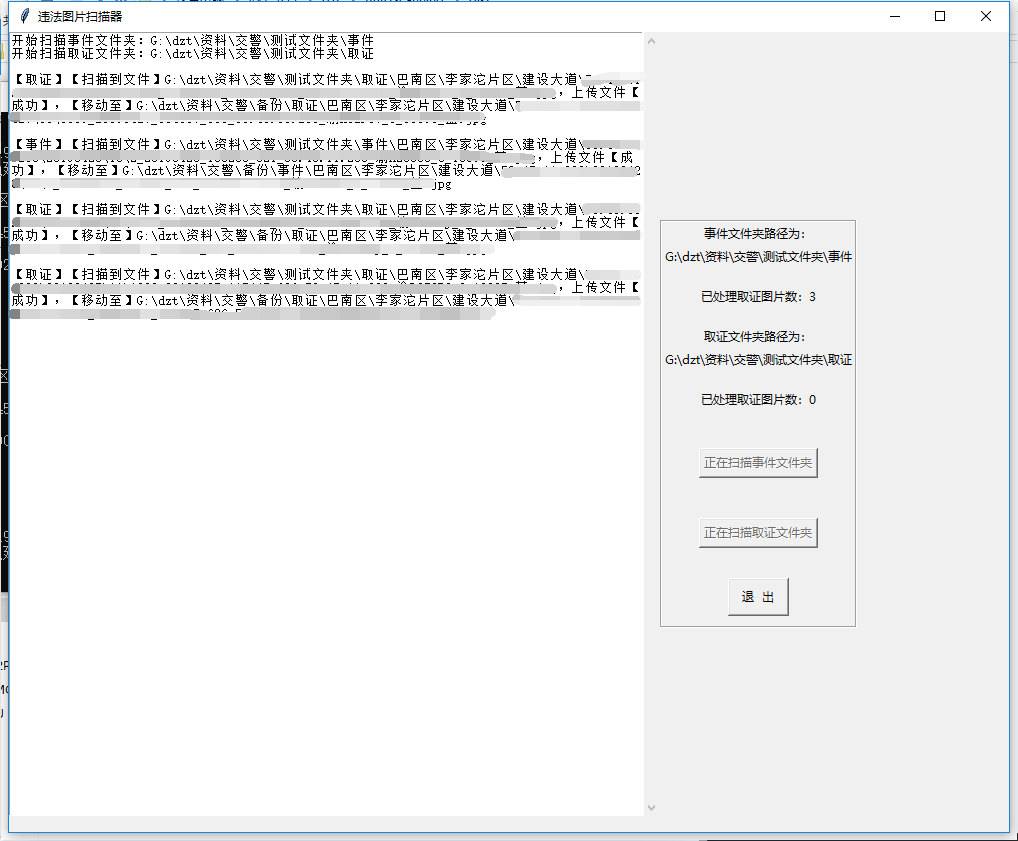 违法图片扫描器
开始扫描事件文件夹：G:\dzt\资料\交警\测试文件夹\事件
开始扫描取证文件夹：G:\dzt\资料\交警\测试文件夹\取证
【取证】【扫描到文件】G:\dzt\资料\交警\测试文件夹\取证\巴南区\李家沱片区\建设大道\
，上传文件【
成功】，【移动至】G:\dzt\资料\交警\备份\取证\巴南区\李家沱片区\建设大道\
【事件】【扫描到文件】G:\dzt\资料\交警\测试文件夹\事件\巴南区\李家沱片区\建设大道\
，上传文件【成
功】，【移动至】G:\dzt\资料\交警\备份\事件\巴南区\李家沱片区\建设大道\
jpg
【取证】【扫描到文件】G:\dzt\资料\交警\测试文件夹\取证\巴南区\李家沱片区\建设大道\
，上传文件【
成功】，【移动至】G:\dzt\资料\交警\备份\取证\巴南区\李家沱片区\建设大道\
【取证】【扫描到文件】G:\dzt\资料\交警\测试文件夹\取证\巴南区\李家沱片区\建设大道\
，上传文件【
成功】，【移动至】G:\dzt\资料\交警\备份\取证\巴南区\李家沱片区\建设大道\
事件文件夹路径为：
G:\dzt\资料\交警\测试文件夹\事件
已处理取证图片数：3
取证文件夹路径为：
G:\dzt\资料\交警\测试文件夹\取证
已处理取证图片数：0
正在扫描事件文件夹
正在扫描取证文件夹
退 出